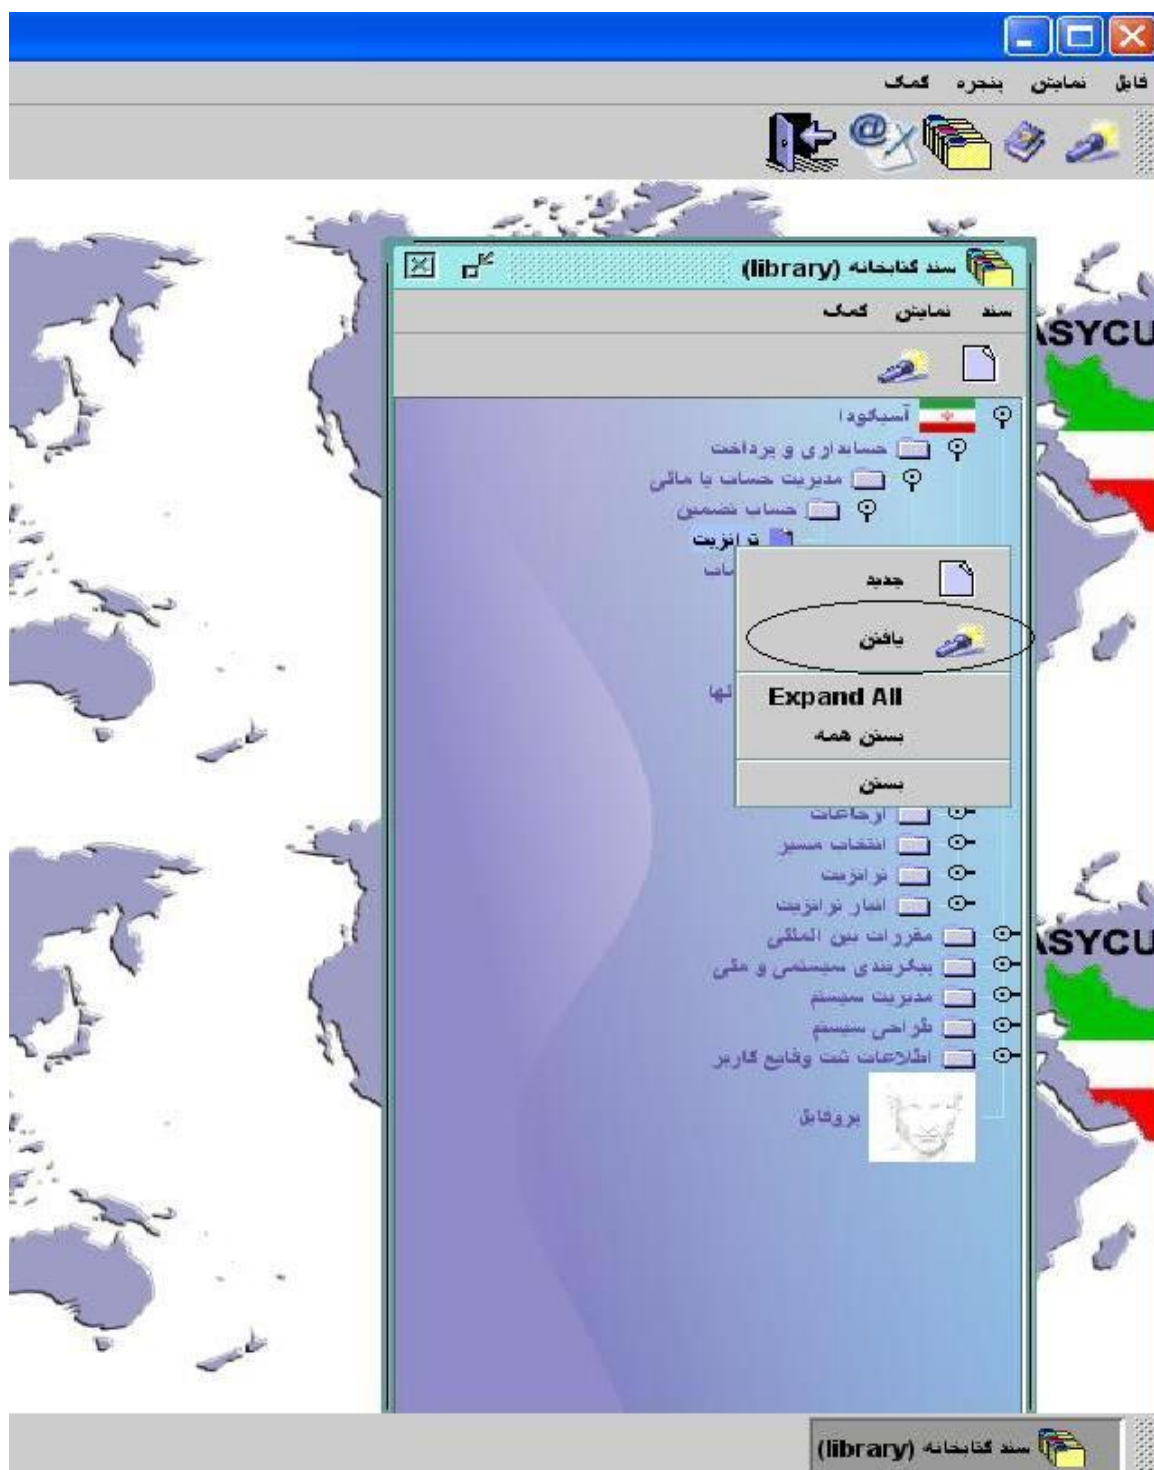 فایل نمایش پنجره کمک
سند کتابخانه (library)
سند نمایش کمک
ASYCU
آسیکودا
حسابداری و پرداخت
مدیریت حساب یا مالی
حساب تضمین
ترانزیت
جدید
یافتن
Expand All
بستن همه
بستن
ارجاعات
انتخاب مسیر
ترانزیت
انبار ترانزیت
مقررات بین المللی
ASYCU
پیکربندی سیستمی و ملی
مدیریت سیستم
طراحی سیستم
اطلاعات ثبت وقایع کاربر
پروفایل
سند کتابخانه (library)